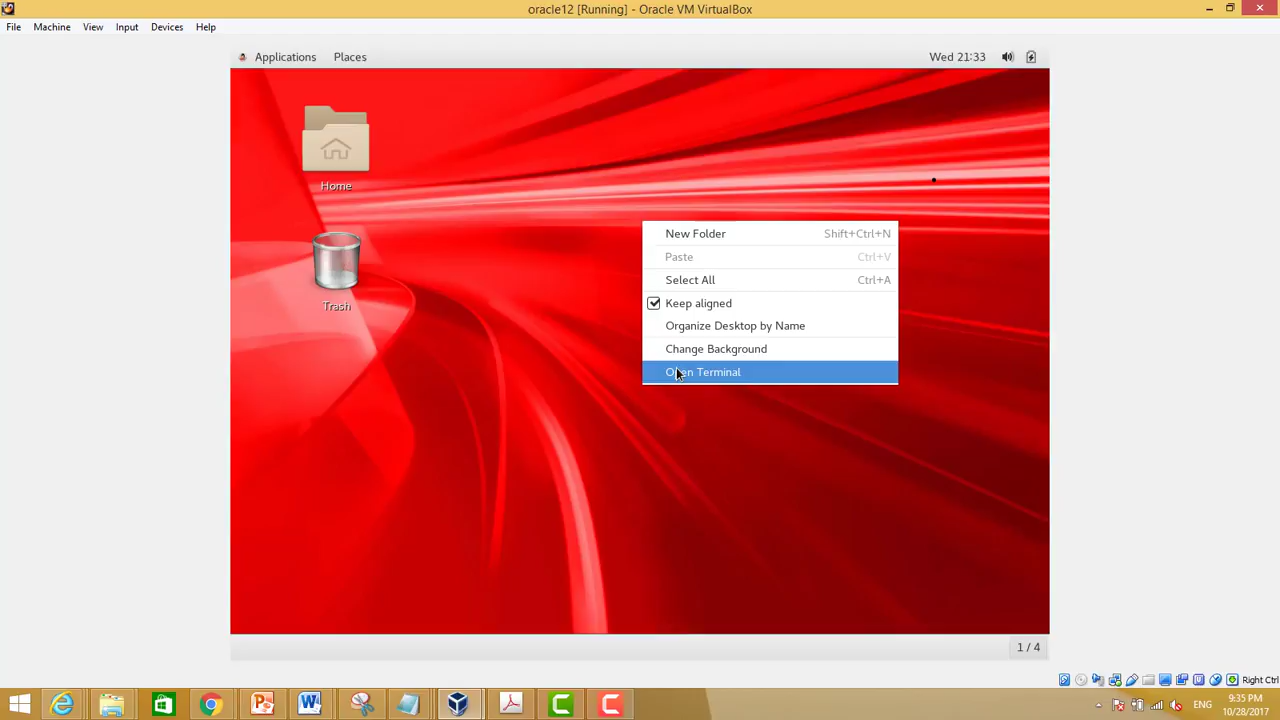 oracle12 [Running] - Oracle VM VirtualBox
File Machine View Input Devices Help
Applications Places Wed 21:33
Home
Trash
New Folder Shift+Ctrl+N
Paste Ctrl+V
Select All Ctrl+A
Keep aligned
Organize Desktop by Name
Change Background
Open Terminal
1 / 4
Right Ctrl
ENG
9:35 PM
10/28/2017